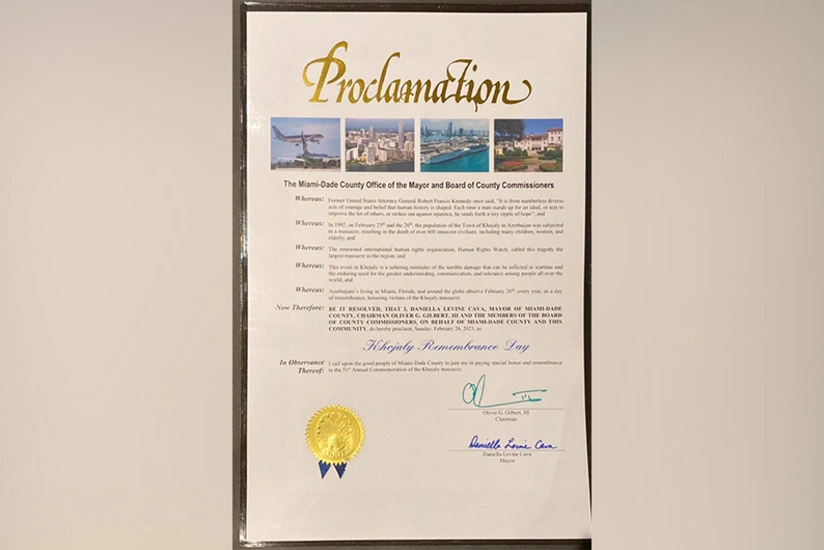 Proclamation
The Miami-Dade County Office of the Mayor and Board of County Commissioners
Whereas: Former United States Attorney General Robert Francis Kennedy once said, "It is from numberless diverse
acts of courage and belief that human history is shaped. Each time a man stands up for an ideal, or acts to
improve the lot of others, or strikes out against injustice, he sends forth a tiny ripple of hope"; and
Whereas: In 1992, on February 25th and the 26th, the population of the Town of Khojaly in Azerbaijan was subjected
to a massacre, resulting in the death of over 600 innocent civilians, including many children, women, and
elderly; and
Whereas: The renowned international human rights organization, Human Rights Watch, called this tragedy the
largest massacre in the region; and
Whereas: This event in Khojaly is a sobering reminder of the terrible damage that can be inflicted in wartime and
the enduring need for the greater understanding, communication, and tolerance among people all over the
world; and
Whereas: Azerbaijani's living in Miami, Florida, and around the globe observe February 26th, every year, as a day
of remembrance, honoring victims of the Khojaly massacre:
Now Therefore: BE IT RESOLVED, THAT I, DANIELLA LEVINE CAVA, MAYOR OF MIAMI-DADE
COUNTY, CHAIRMAN OLIVER G. GILBERT, III AND THE MEMBERS OF THE BOARD
OF COUNTY COMMISSIONERS, ON BEHALF OF MIAMI-DADE COUNTY AND THIS
COMMUNITY, do hereby proclaim, Sunday, February 26, 2023, as
Khojaly Remembrance Day
In Observance Thereof: I call upon the good people of Miami-Dade County to join me in paying special honor and remembrance
to the 31st Annual Commemoration of the Khojaly massacre.
Oliver G. Gilbert, III
Chairman
Daniella Levine Cava
Daniella Levine Cava
Mayor